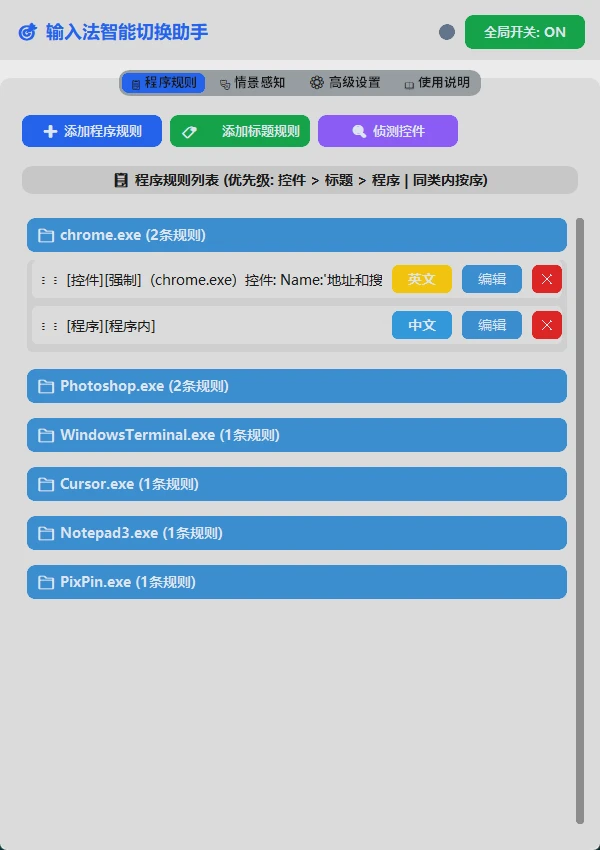 输入法智能切换助手
全局开关: ON
程序规则 情景感知 高级设置 使用说明
添加程序规则 添加标题规则 侦测控件
程序规则列表 (优先级: 控件 > 标题 > 程序 | 同类内按序)
chrome.exe (2条规则)
[控件][强制]（chrome.exe）控件: Name:'地址和搜 英文 编辑
[程序][程序内] 中文 编辑
Photoshop.exe (2条规则)
WindowsTerminal.exe (1条规则)
Cursor.exe (1条规则)
Notepad3.exe (1条规则)
PixPin.exe (1条规则)